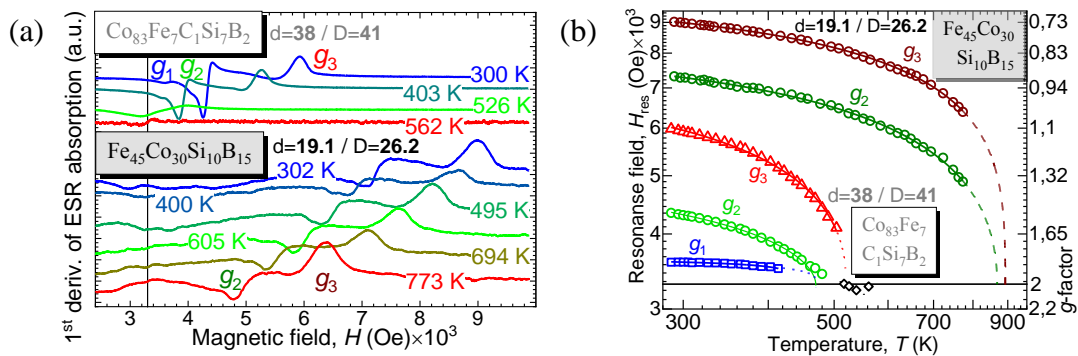 (a)
Co83Fe7C1Si7B2 d=38 / D=41
g1 g2 g3
300 K
403 K
526 K
562 K
Fe45Co30Si10B15 d=19.1 / D=26.2
302 K
400 K
495 K
605 K
694 K
773 K
g2 g3
1st deriv. of ESR absorption (a.u.)
3 4 5 6 7 8 9
Magnetic field, H (Oe)×10³
(b)
Resonanse field, Hres (Oe)×10³
9
7
6
5
4
3
d=19.1 / D=26.2
Fe45Co30
Si10B15
g3
g2
g3
d=38 / D=41
g2
Co83Fe7
C1Si7B2
g1
0,73
0,83
0,94
1,1
1,32
1,65
2
2,2
g-factor
300 500 700 900
Temperature, T (K)